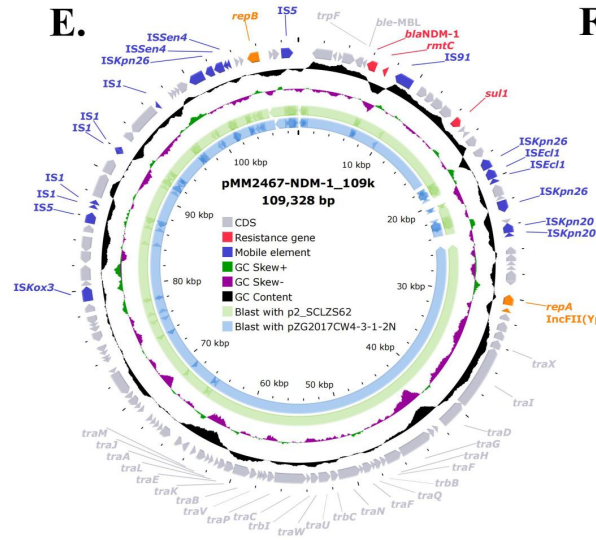 E.
F
repB
IS5
trpF
ble-MBL
blaNDM-1
rmtC
IS91
sul1
ISKpn26
ISEcl1
ISEcl1
ISKpn26
ISKpn20
ISKpn20
repA
IncFII(Y
traX
traI
traD
traG
traH
traF
trbB
traQ
traF
traN
trbC
traU
traW
trbI
traC
traP
traV
traB
traK
traE
traL
traA
traJ
traM
ISKox3
IS5
IS1
IS1
IS1
IS1
ISKpn26
ISSen4
ISSen4
pMM2467-NDM-1_109k
109,328 bp
CDS
Resistance gene
Mobile element
GC Skew+
GC Skew-
GC Content
Blast with p2_SCLZS62
Blast with pZG2017CW4-3-1-2N
10 kbp
20 kbp
30 kbp
40 kbp
50 kbp
60 kbp
70 kbp
80 kbp
90 kbp
100 kbp